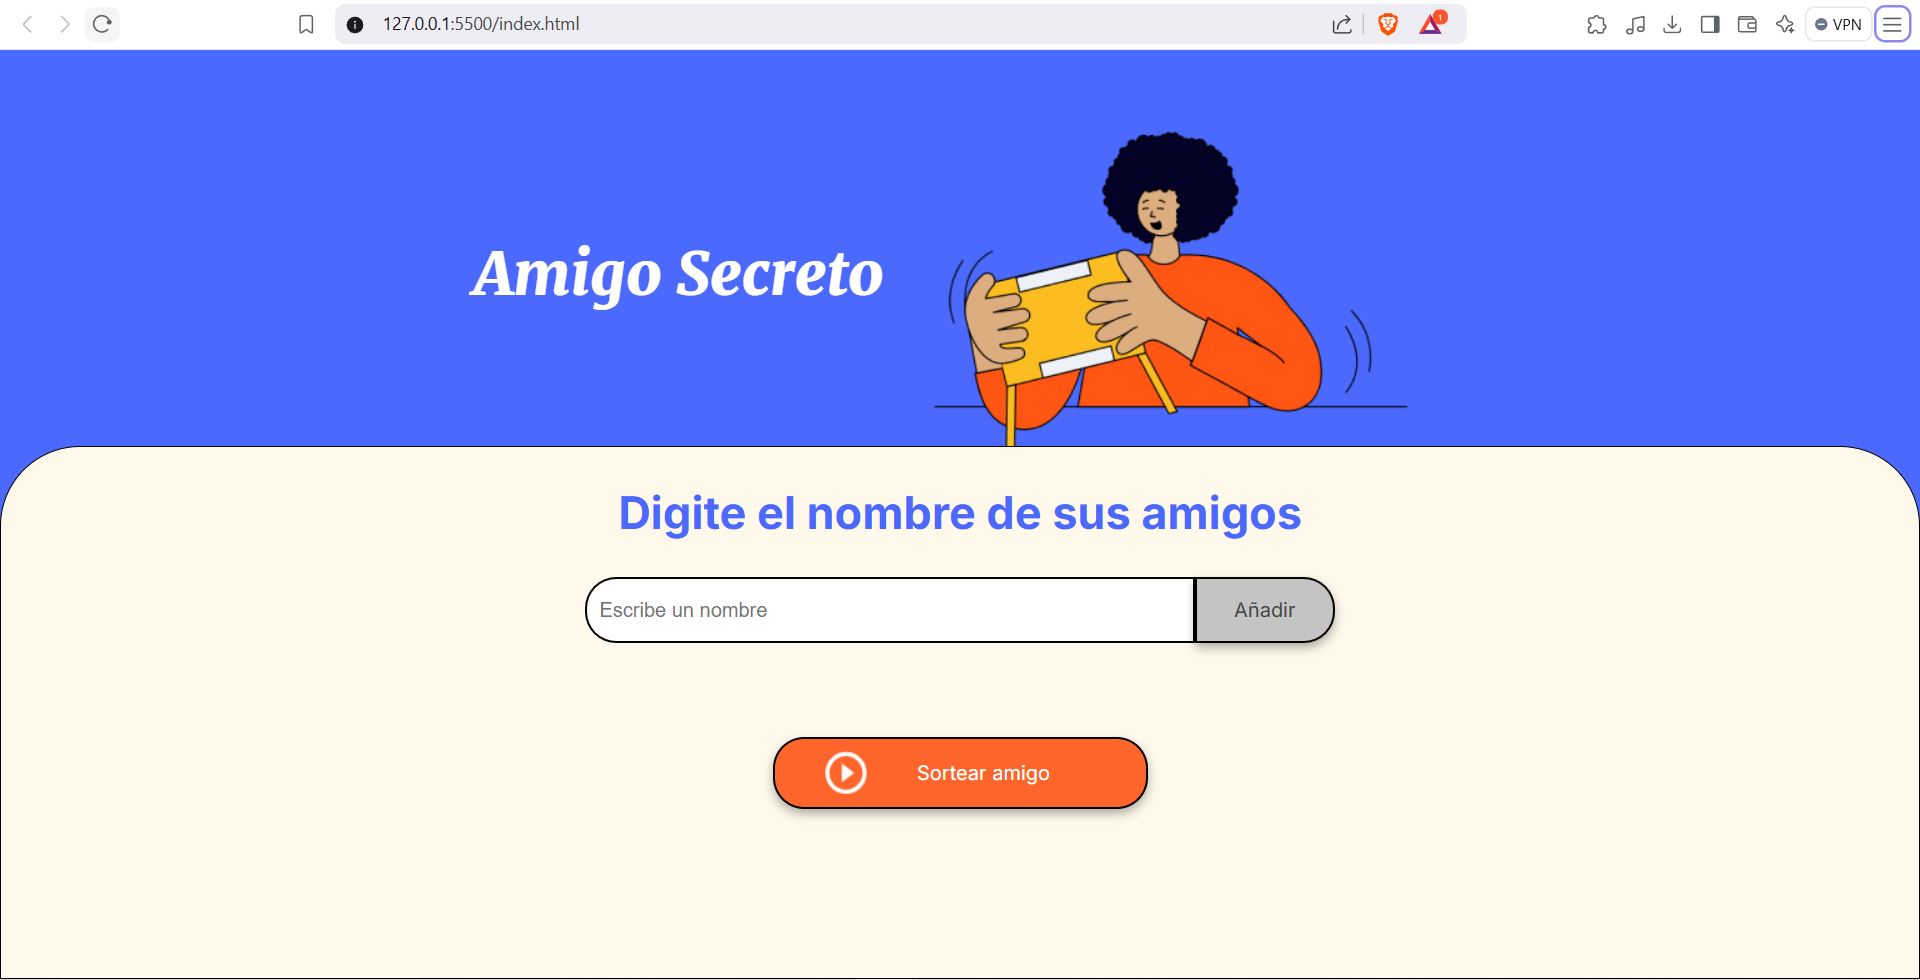 127.0.0.1:5500/index.html
1
VPN
Amigo Secreto
Digite el nombre de sus amigos
Escribe un nombre
Añadir
Sortear amigo